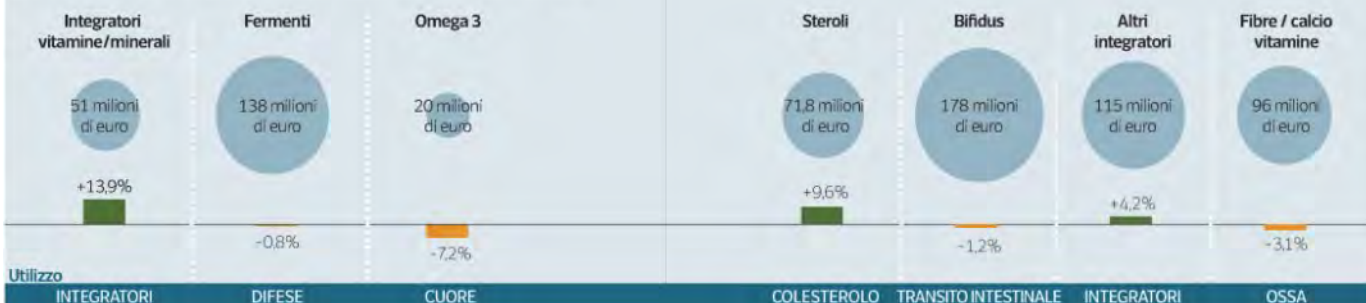 Integratori
vitamine/minerali
Fermenti
Omega 3
Steroli
Bifidus
Altri
integratori
Fibre / calcio
vitamine
51 milioni
di euro
138 milioni
di euro
20 milioni
di euro
71,8 milioni
di euro
178 milioni
di euro
115 milioni
di euro
96 milioni
di euro
+13,9%
-0,8%
-7,2%
+9,6%
-1,2%
+4,2%
-3,1%
Utilizzo
INTEGRATORI
DIFESE
CUORE
COLESTEROLO
TRANSITO INTESTINALE
INTEGRATORI
OSSA